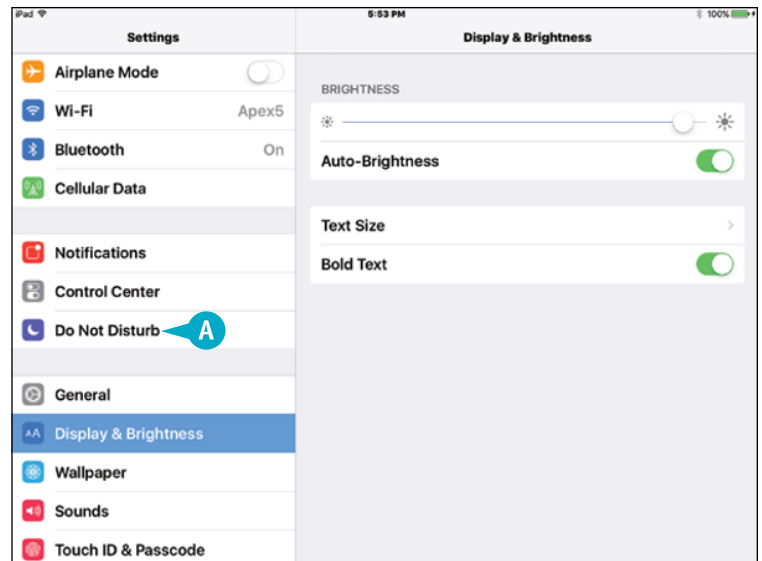 iPad 5:53 PM 100%
Settings Display & Brightness
Airplane Mode
Wi-Fi Apex5
Bluetooth On
Cellular Data
Notifications
Control Center
Do Not Disturb A
General
AA Display & Brightness
Wallpaper
Sounds
Touch ID & Passcode
BRIGHTNESS
Auto-Brightness
Text Size
Bold Text